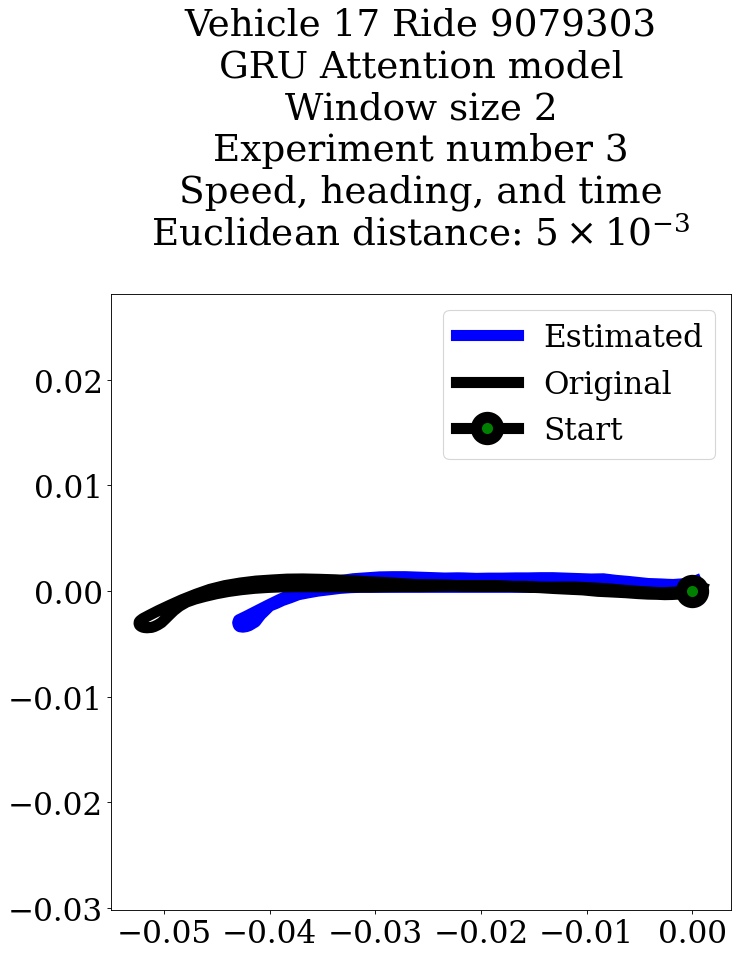 Vehicle 17 Ride 9079303
GRU Attention model
Window size 2
Experiment number 3
Speed, heading, and time
Euclidean distance: 5 × 10⁻³
Estimated
Original
Start
0.02
0.01
0.00
−0.01
−0.02
−0.03
−0.05 −0.04 −0.03 −0.02 −0.01 0.00